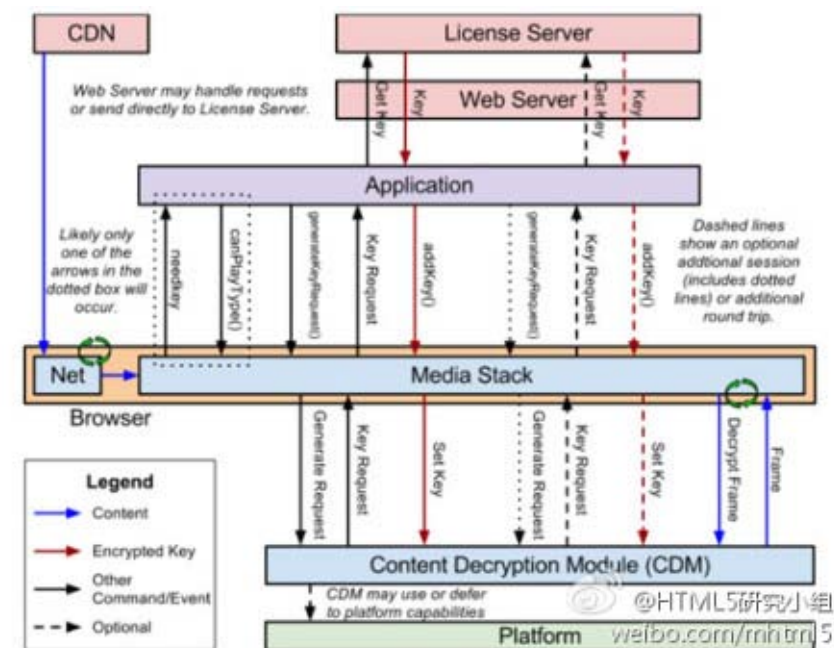 CDN
License Server
Web Server may handle requests
or send directly to License Server.
Get Key
Key
Get Key
Key
Web Server
Application
Likely only
one of the
arrows in the
dotted box will
occur.
needkey
canPlayType()
generateKeyRequest()
Key Request
addKey()
generateKeyRequest()
Key Request
addKey()
Dashed lines
show an optional
addtional session
(includes dotted
lines) or additional
round trip.
Net
Media Stack
Browser
Generate Request
Key Request
Set Key
Generate Request
Key Request
Set Key
Decrypt Frame
Frame
Legend
Content
Encrypted Key
Other
Command/Event
Optional
Content Decryption Module (CDM)
CDM may use or defer
to platform capabilities
Platform
@HTML5研究小组
weibo.com/mhtml5